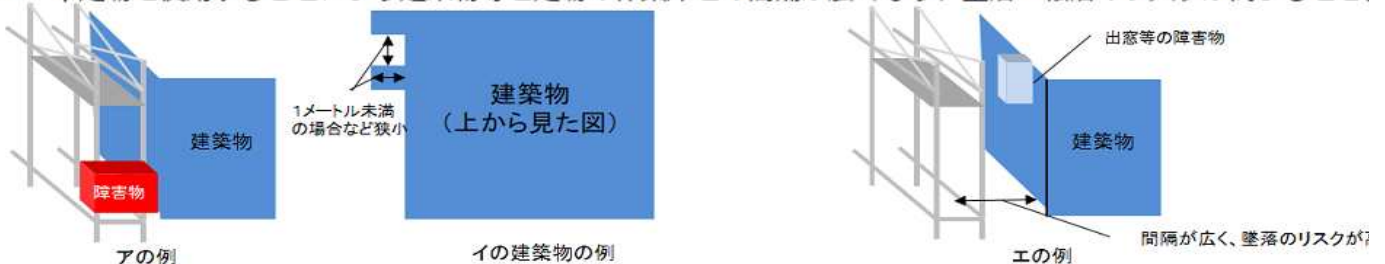 建築物
障害物
アの例
1メートル未満
の場合など狭小
建築物
（上から見た図）
イの建築物の例
出窓等の障害物
建築物
間隔が広く、墜落のリスクが
エの例